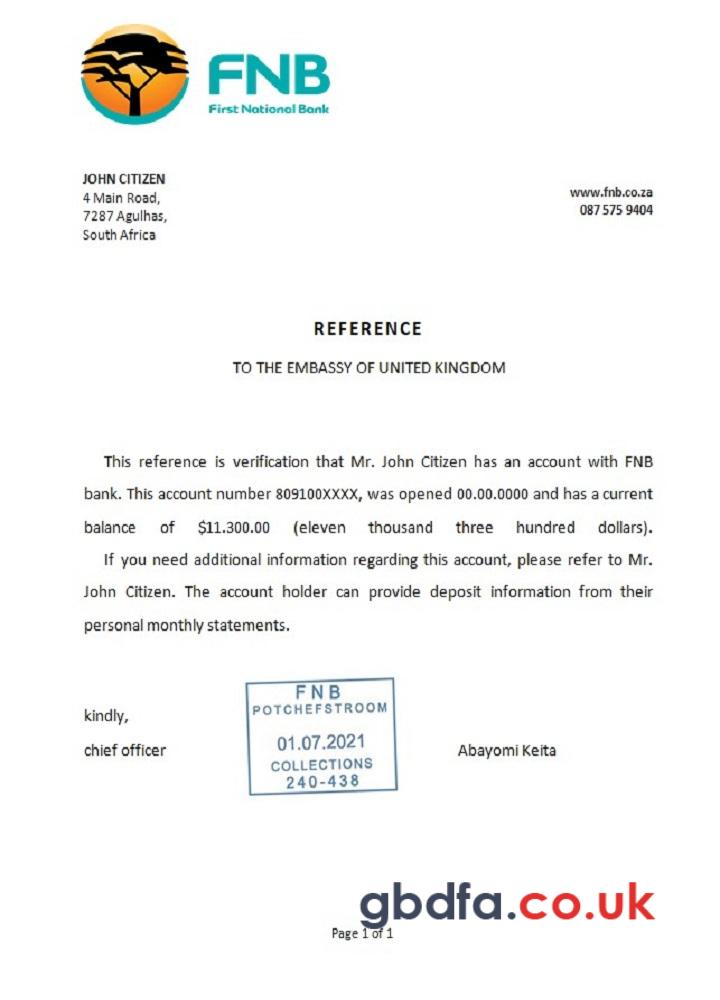 FNB
First National Bank
JOHN CITIZEN
4 Main Road,
7287 Agulhas,
South Africa
www.fnb.co.za
087 575 9404
REFERENCE
TO THE EMBASSY OF UNITED KINGDOM
This reference is verification that Mr. John Citizen has an account with FNB
bank. This account number 809100XXXX, was opened 00.00.0000 and has a current
balance of $11.300.00 (eleven thousand three hundred dollars).
If you need additional information regarding this account, please refer to Mr.
John Citizen. The account holder can provide deposit information from their
personal monthly statements.
kindly,
chief officer
FNB
POTCHEFSTROOM
01.07.2021
COLLECTIONS
240-438
Abayomi Keita
gbdfa.co.uk
Page 1 of 1